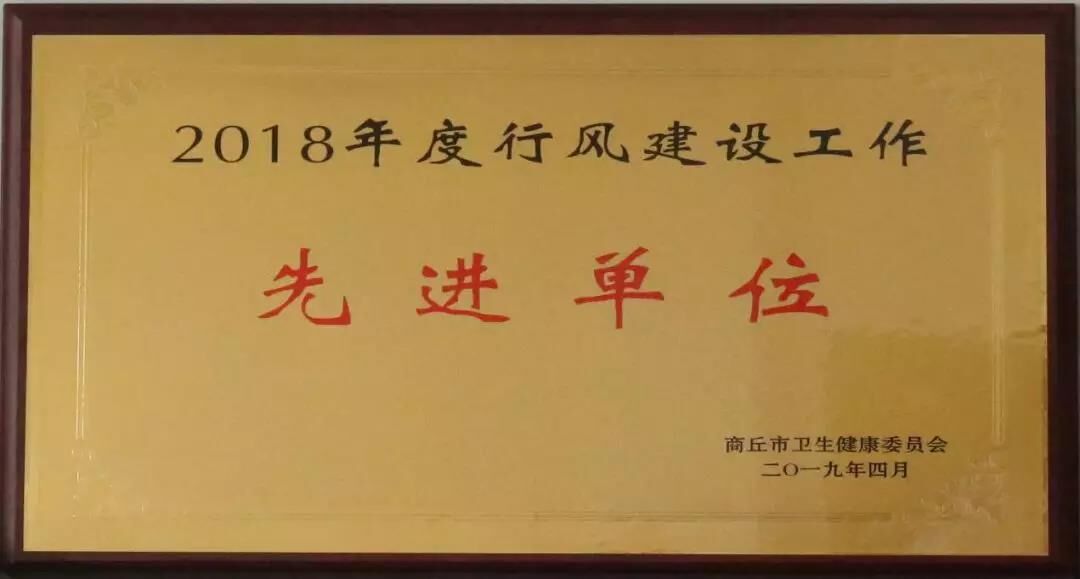 2018年度行风建设工作
先进单位
商丘市卫生健康委员会
二〇一九年四月